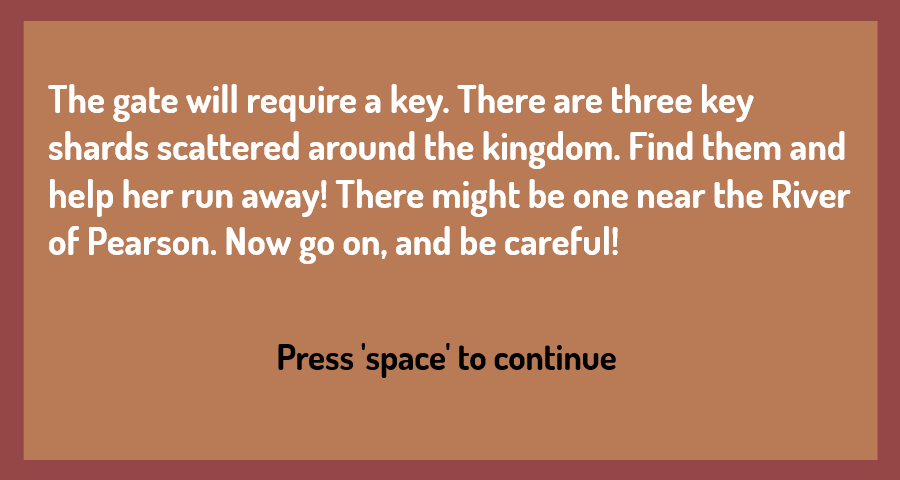 The gate will require a key. There are three key
shards scattered around the kingdom. Find them and
help her run away! There might be one near the River
of Pearson. Now go on, and be careful!
Press 'space' to continue